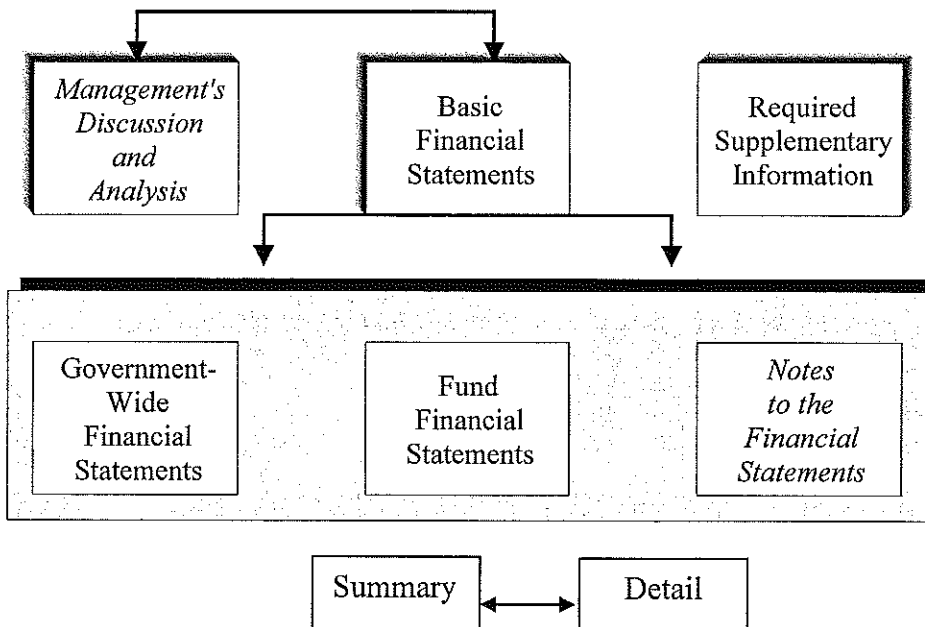 Management's
Discussion
and
Analysis
Basic
Financial
Statements
Required
Supplementary
Information
Government-
Wide
Financial
Statements
Fund
Financial
Statements
Notes
to the
Financial
Statements
Summary
Detail